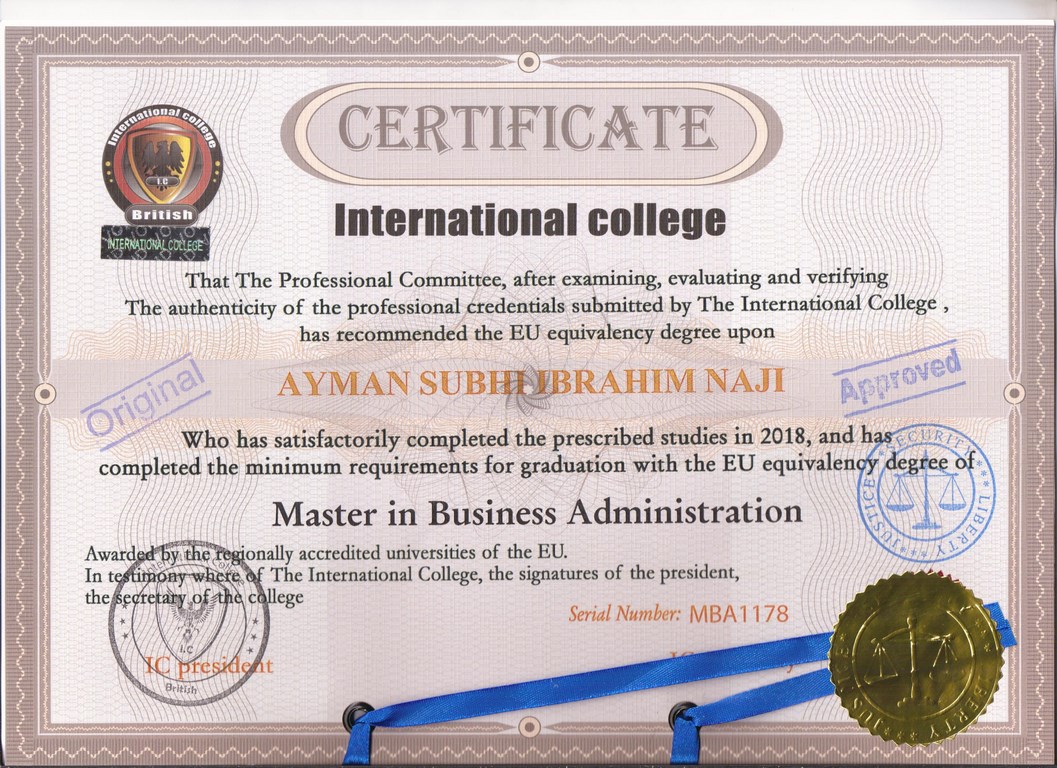 CERTIFICATE
International college
British
I.C
INTERNATIONAL COLLEGE
International college
That The Professional Committee, after examining, evaluating and verifying
The authenticity of the professional credentials submitted by The International College ,
has recommended the EU equivalency degree upon
Original
AYMAN SUBHI IBRAHIM NAJI
Approved
Who has satisfactorily completed the prescribed studies in 2018, and has
completed the minimum requirements for graduation with the EU equivalency degree of
SECURITY
JUSTICE
LIBERTY
Master in Business Administration
Awarded by the regionally accredited universities of the EU.
In testimony where of The International College, the signatures of the president,
the secretary of the college
Serial Number: MBA1178
I.C
British
IC president
JUSTICE
LIBERTY